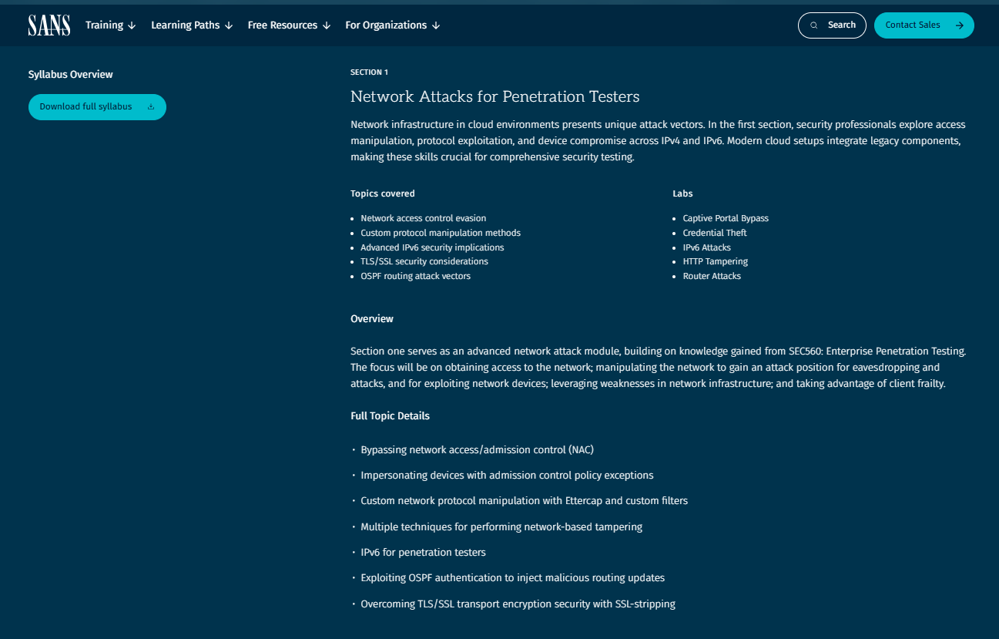 SANS Training Learning Paths Free Resources For Organizations Search Contact Sales
Syllabus Overview
Download full syllabus
SECTION 1
Network Attacks for Penetration Testers
Network infrastructure in cloud environments presents unique attack vectors. In the first section, security professionals explore access
manipulation, protocol exploitation, and device compromise across IPv4 and IPv6. Modern cloud setups integrate legacy components,
making these skills crucial for comprehensive security testing.
Topics covered
• Network access control evasion
• Custom protocol manipulation methods
• Advanced IPv6 security implications
• TLS/SSL security considerations
• OSPF routing attack vectors
Labs
• Captive Portal Bypass
• Credential Theft
• IPv6 Attacks
• HTTP Tampering
• Router Attacks
Overview
Section one serves as an advanced network attack module, building on knowledge gained from SEC560: Enterprise Penetration Testing.
The focus will be on obtaining access to the network; manipulating the network to gain an attack position for eavesdropping and
attacks, and for exploiting network devices; leveraging weaknesses in network infrastructure; and taking advantage of client frailty.
Full Topic Details
• Bypassing network access/admission control (NAC)
• Impersonating devices with admission control policy exceptions
• Custom network protocol manipulation with Ettercap and custom filters
• Multiple techniques for performing network-based tampering
• IPv6 for penetration testers
• Exploiting OSPF authentication to inject malicious routing updates
• Overcoming TLS/SSL transport encryption security with SSL-stripping